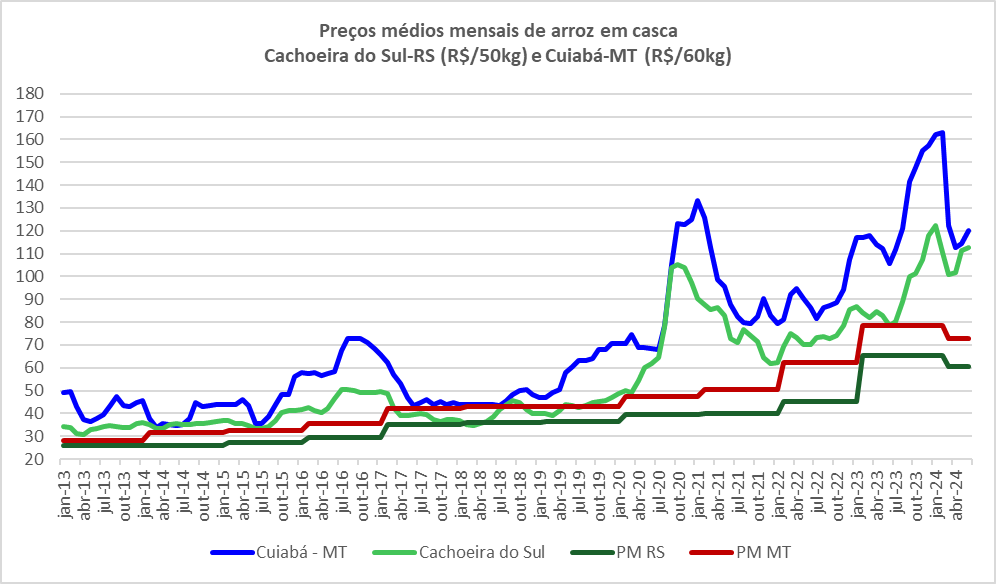 Preços médios mensais de arroz em casca
Cachoeira do Sul-RS (R$/50kg) e Cuiabá-MT (R$/60kg)
180
170
160
150
140
130
120
110
100
90
80
70
60
50
40
30
20
jan-13
abr-13
jul-13
out-13
jan-14
abr-14
jul-14
out-14
jan-15
abr-15
jul-15
out-15
jan-16
abr-16
jul-16
out-16
jan-17
abr-17
jul-17
out-17
jan-18
abr-18
jul-18
out-18
jan-19
abr-19
jul-19
out-19
jan-20
abr-20
jul-20
out-20
jan-21
abr-21
jul-21
out-21
jan-22
abr-22
jul-22
out-22
jan-23
abr-23
jul-23
out-23
jan-24
abr-24
Cuiabá - MT
Cachoeira do Sul
PM RS
PM MT